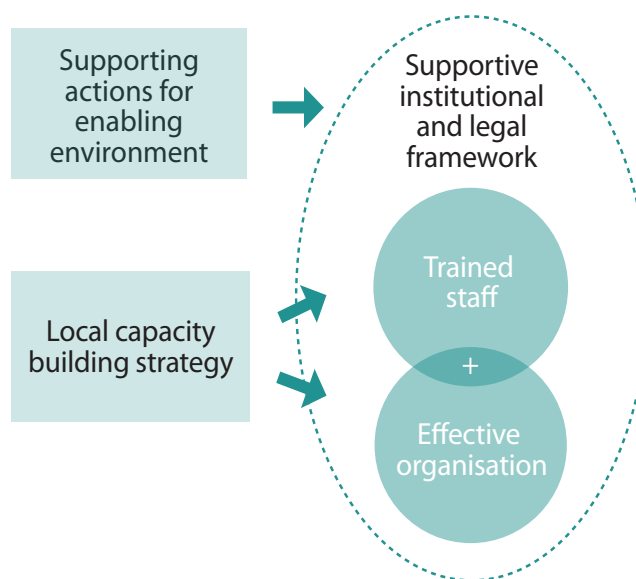 Supporting
actions for
enabling
environment
Supportive
institutional
and legal
framework
Local capacity
building strategy
Trained
staff
+
Effective
organisation